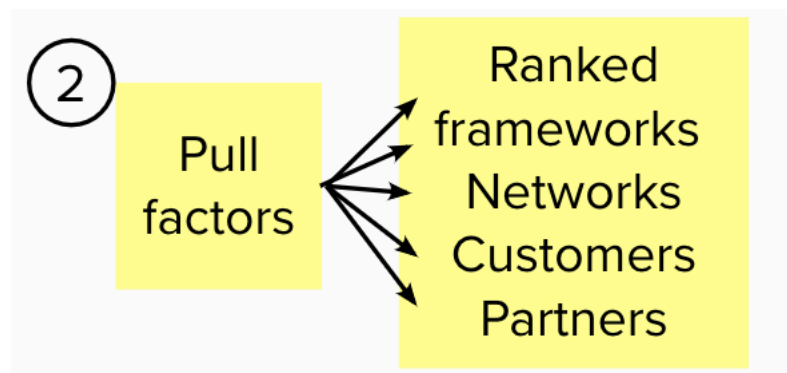 2
Pull
factors
Ranked
frameworks
Networks
Customers
Partners